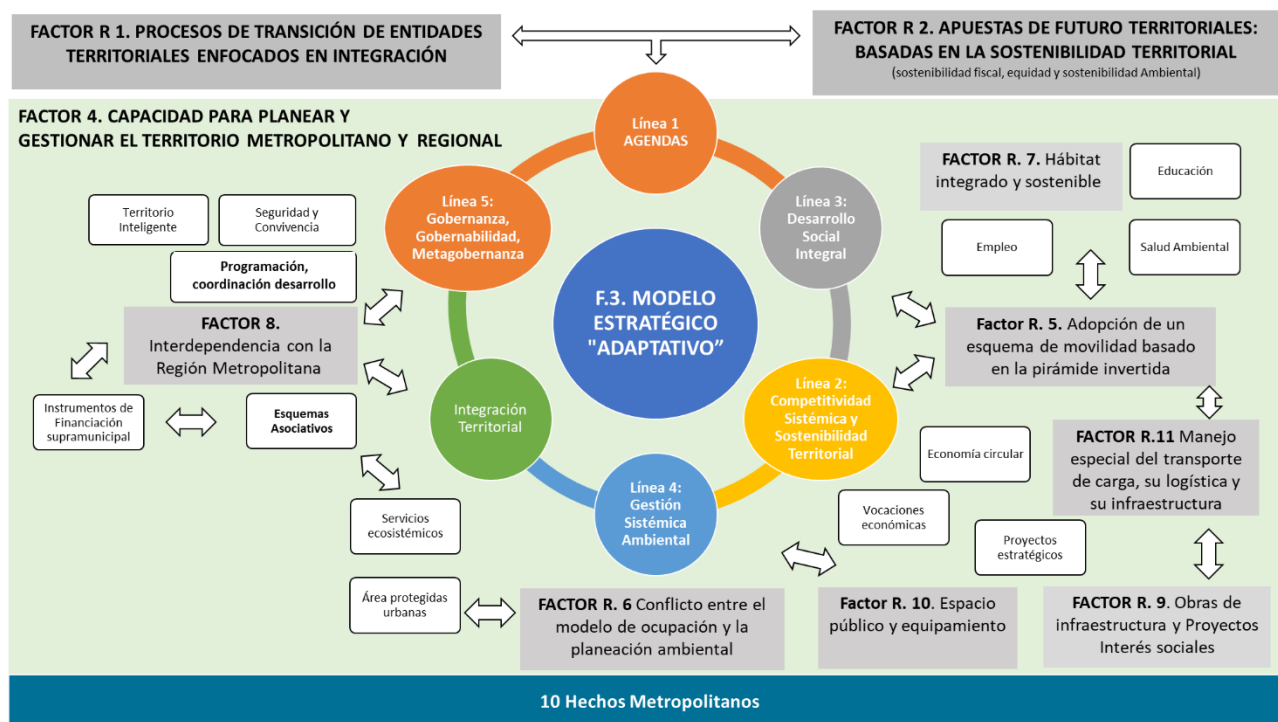 FACTOR R 1. PROCESOS DE TRANSICIÓN DE ENTIDADES
TERRITORIALES ENFOCADOS EN INTEGRACIÓN
FACTOR R 2. APUESTAS DE FUTURO TERRITORIALES:
BASADAS EN LA SOSTENIBILIDAD TERRITORIAL
(sostenibilidad fiscal, equidad y sostenibilidad Ambiental)
FACTOR 4. CAPACIDAD PARA PLANEAR Y
GESTIONAR EL TERRITORIO METROPOLITANO Y REGIONAL
Línea 1
AGENDAS
Línea 5:
Gobernanza,
Gobernabilidad,
Metagobernanza
Línea 3:
Desarrollo
Social
Integral
F.3. MODELO
ESTRATÉGICO
"ADAPTATIVO”
Integración
Territorial
Línea 2:
Competitividad
Sistémica y
Sostenibilidad
Territorial
Línea 4:
Gestión
Sistémica
Ambiental
Territorio
Inteligente
Seguridad y
Convivencia
Programación,
coordinación desarrollo
FACTOR 8.
Interdependencia con la
Región Metropolitana
Instrumentos de
Financiación
supramunicipal
Esquemas
Asociativos
Servicios
ecosistémicos
Área protegidas
urbanas
FACTOR R. 6 Conflicto entre el
modelo de ocupación y la
planeación ambiental
FACTOR R. 7. Hábitat
integrado y sostenible
Educación
Empleo
Salud Ambiental
Factor R. 5. Adopción de un
esquema de movilidad basado
en la pirámide invertida
FACTOR R.11 Manejo
especial del transporte
de carga, su logística y
su infraestructura
Economía circular
Vocaciones
económicas
Proyectos
estratégicos
Factor R. 10. Espacio
público y equipamiento
FACTOR R. 9. Obras de
infraestructura y Proyectos
Interés sociales
10 Hechos Metropolitanos